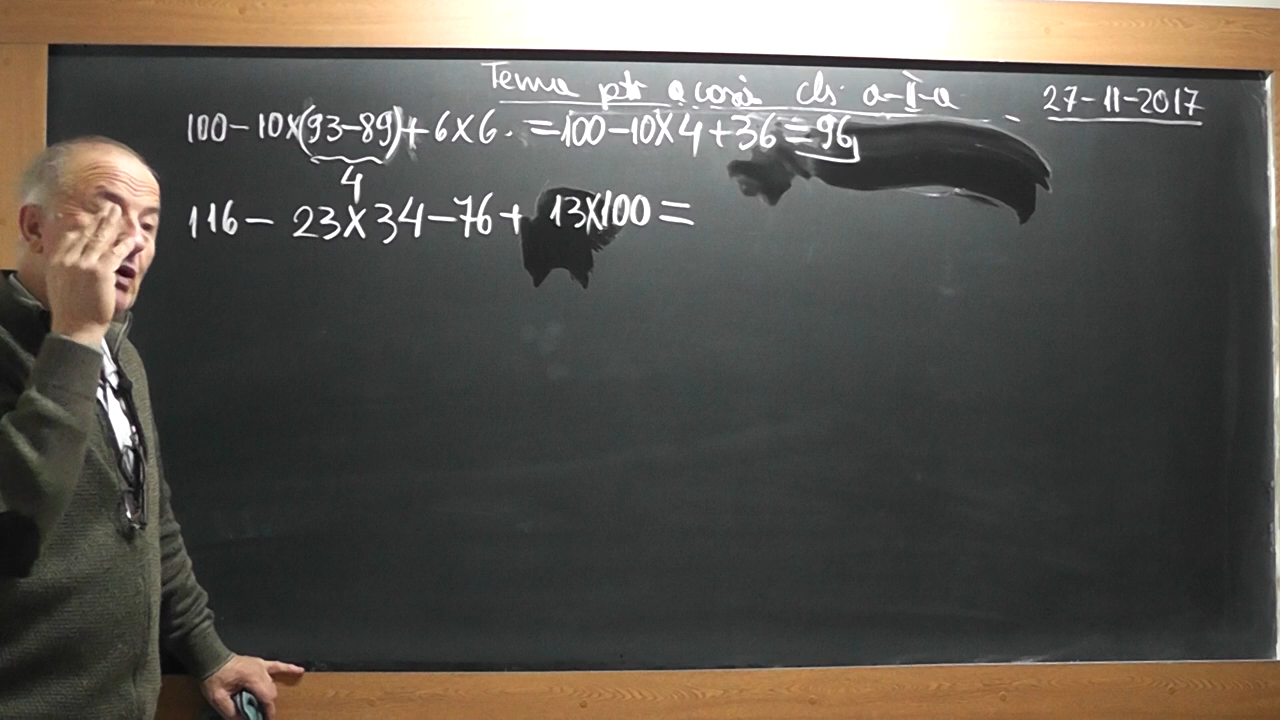 Tema ptr acasă cls a-II-a
27-11-2017
100-10x(93-89)+6x6. =100-10x4+36=96
4
116- 23x34-76+ 13x100=